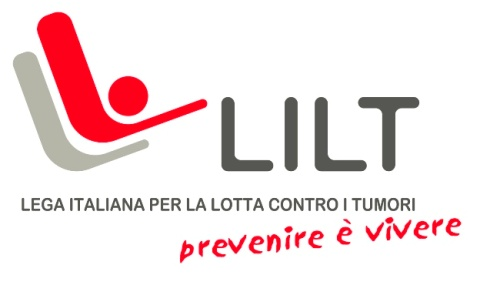 LILT
LEGA ITALIANA PER LA LOTTA CONTRO I TUMORI
prevenire è vivere